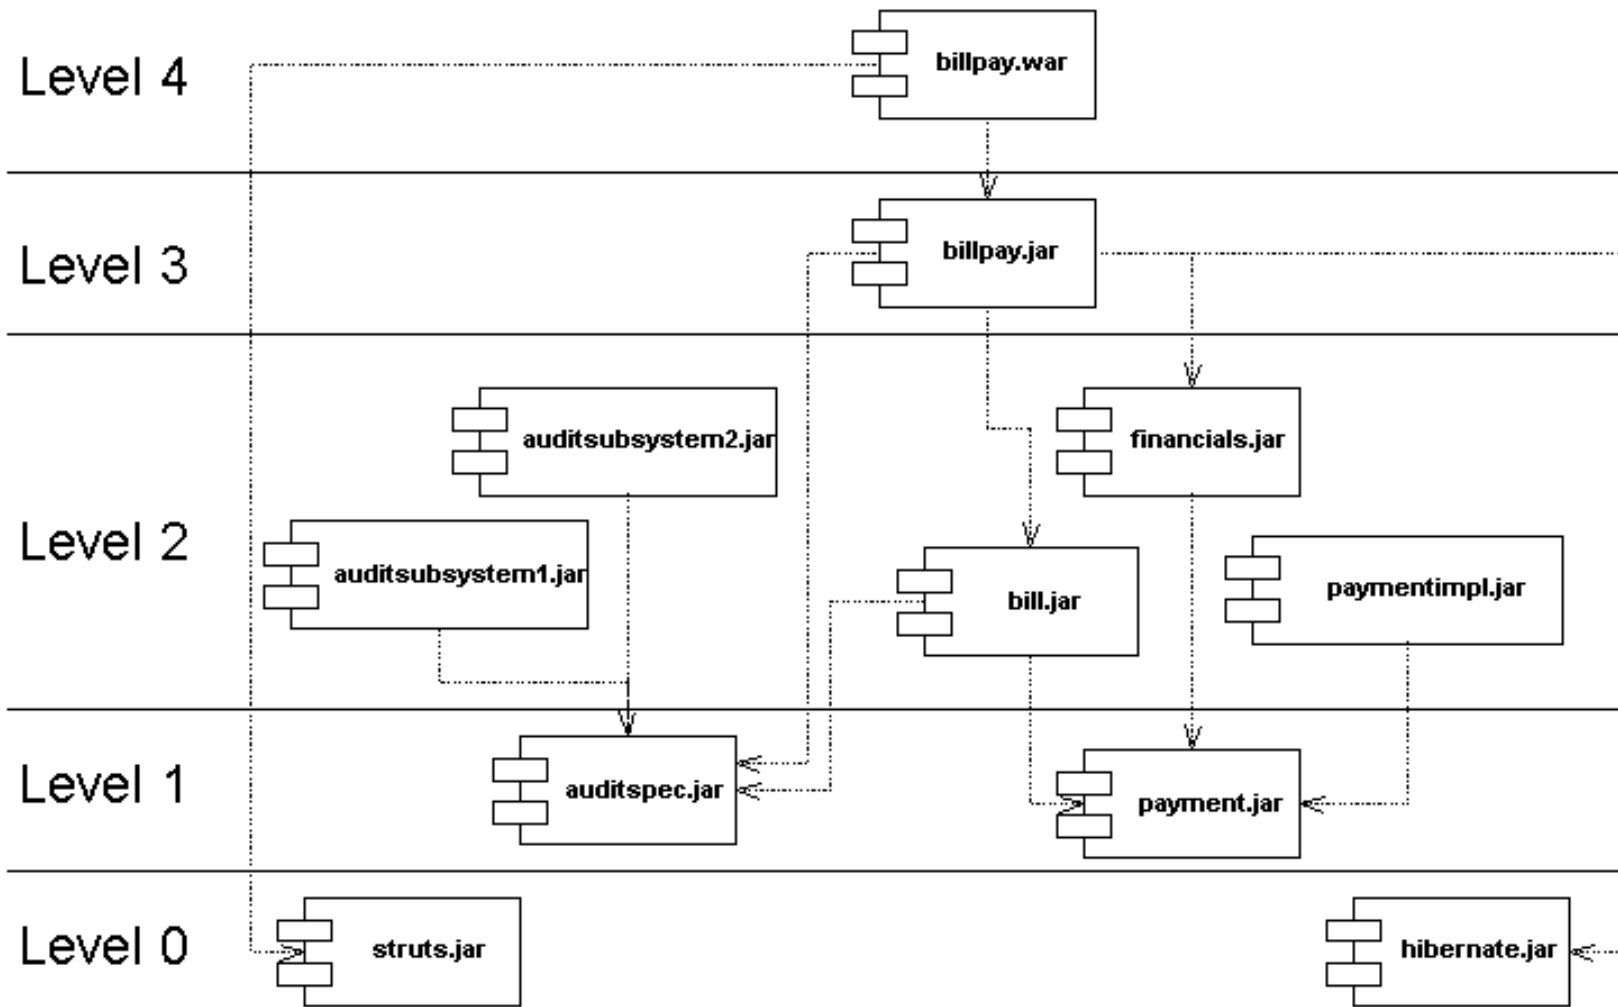 Level 4
billpay.war
Level 3
billpay.jar
Level 2
auditsubsystem2.jar
financials.jar
auditsubsystem1.jar
bill.jar
paymentimpl.jar
Level 1
auditspec.jar
payment.jar
Level 0
struts.jar
hibernate.jar